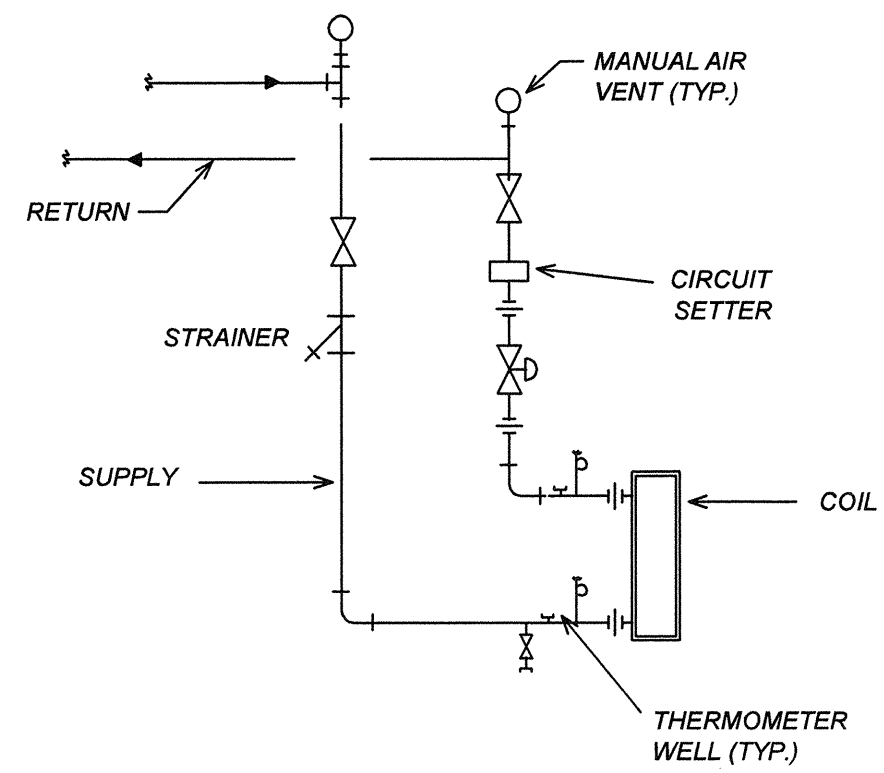 MANUAL AIR
VENT (TYP.)
RETURN
CIRCUIT
SETTER
STRAINER
SUPPLY
COIL
THERMOMETER
WELL (TYP.)